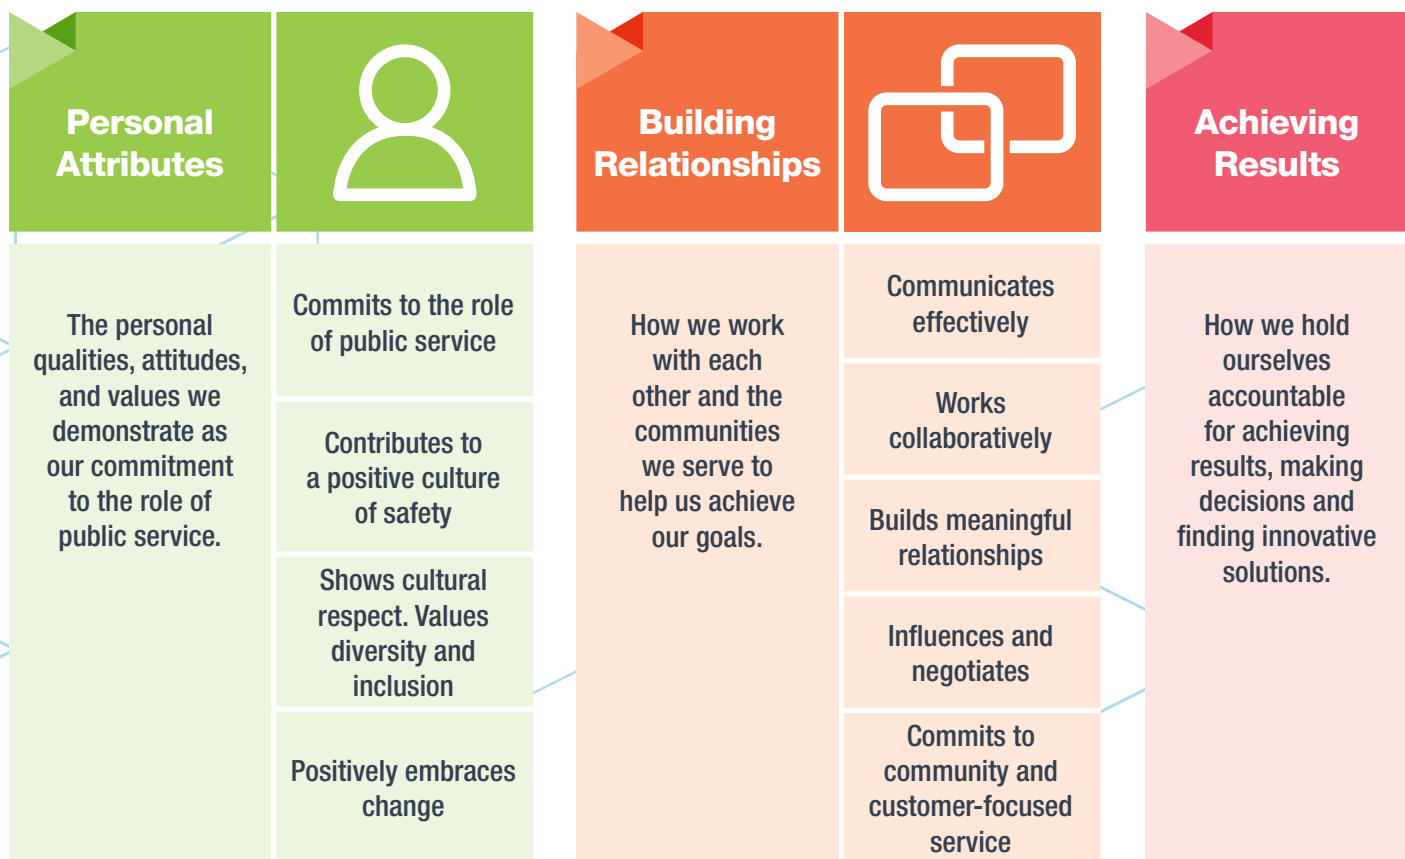 Personal
Attributes
The personal
qualities, attitudes,
and values we
demonstrate as
our commitment
to the role of
public service.
Commits to the role
of public service
Contributes to
a positive culture
of safety
Shows cultural
respect. Values
diversity and
inclusion
Positively embraces
change
Building
Relationships
How we work
with each
other and the
communities
we serve to
help us achieve
our goals.
Communicates
effectively
Works
collaboratively
Builds meaningful
relationships
Influences and
negotiates
Commits to
community and
customer-focused
service
Achieving
Results
How we hold
ourselves
accountable
for achieving
results, making
decisions and
finding innovative
solutions.